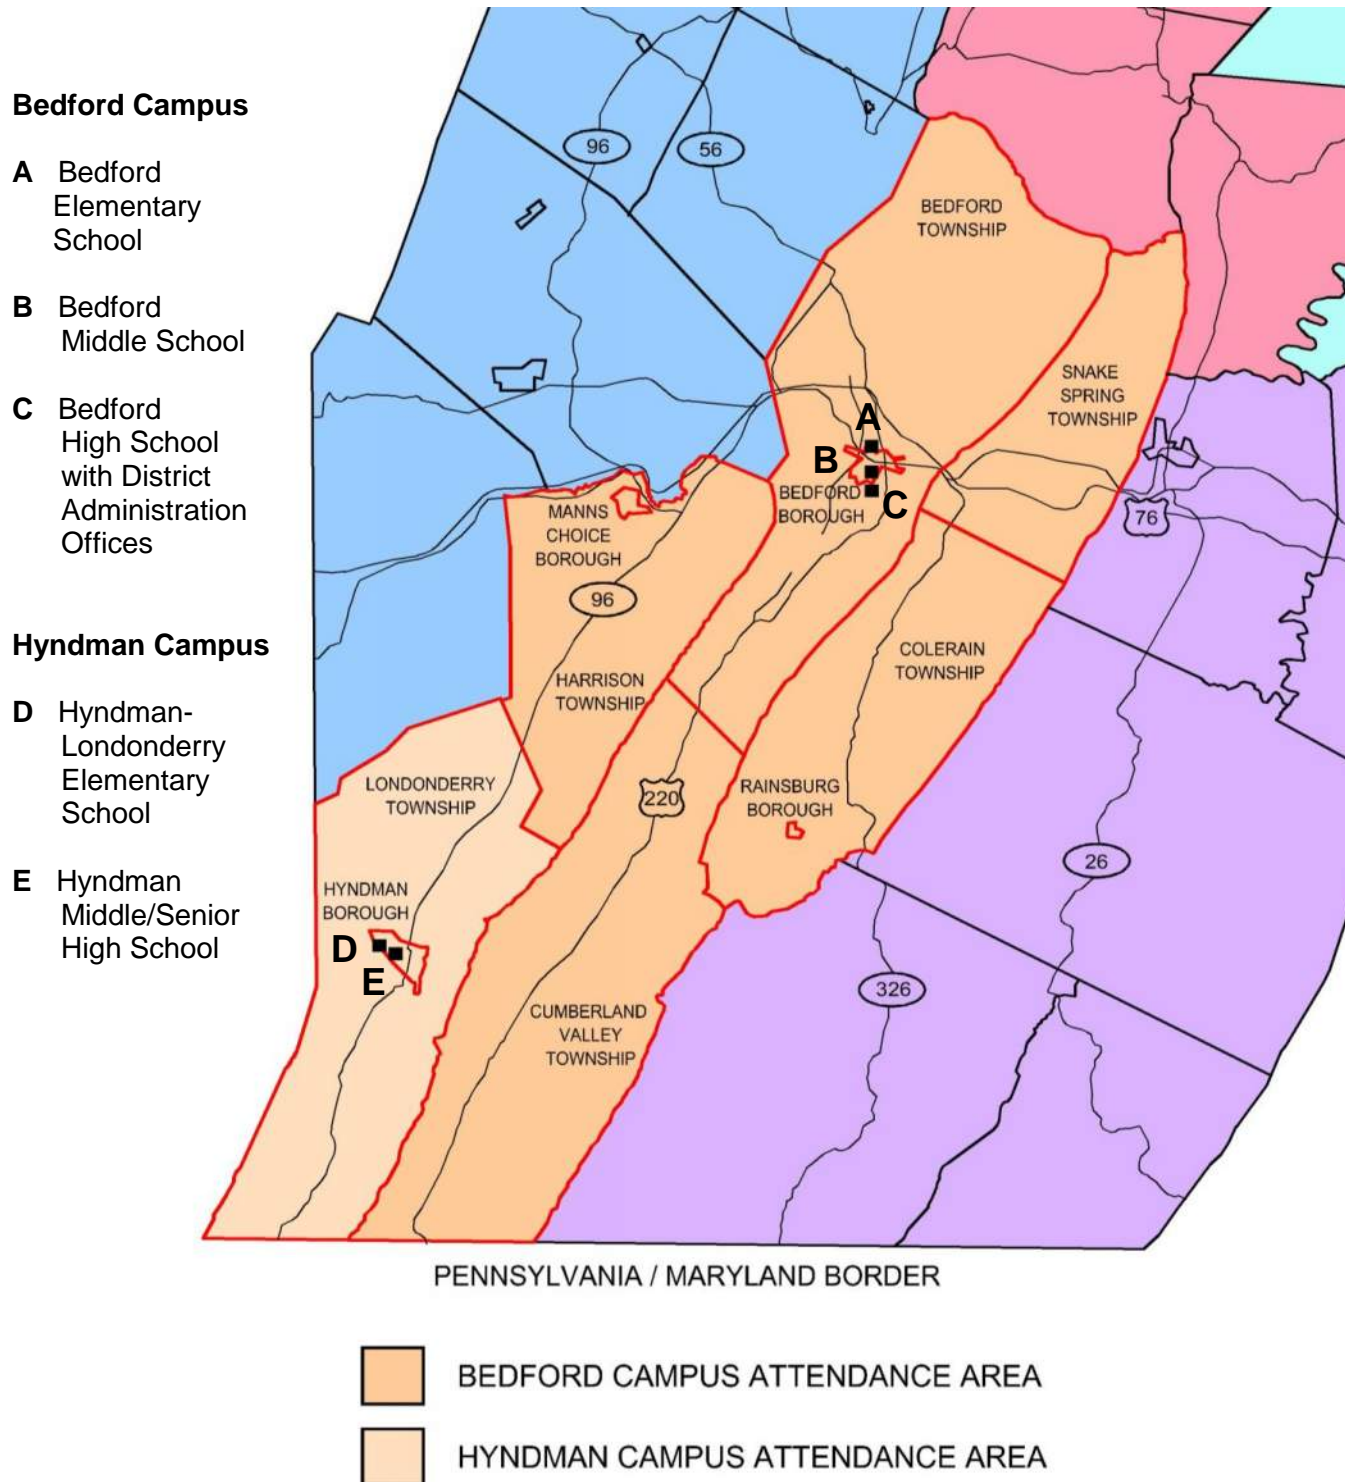 Bedford Campus
A Bedford
Elementary
School
B Bedford
Middle School
C Bedford
High School
with District
Administration
Offices
Hyndman Campus
D Hyndman-
Londonderry
Elementary
School
E Hyndman
Middle/Senior
High School
96
56
BEDFORD
TOWNSHIP
SNAKE
SPRING
TOWNSHIP
A
B
C
BEDFORD
BOROUGH
76
MANNS
CHOICE
BOROUGH
96
COLERAIN
TOWNSHIP
HARRISON
TOWNSHIP
LONDONDERRY
TOWNSHIP
220
RAINSBURG
BOROUGH
26
HYNDMAN
BOROUGH
D
E
326
CUMBERLAND
VALLEY
TOWNSHIP
PENNSYLVANIA / MARYLAND BORDER
BEDFORD CAMPUS ATTENDANCE AREA
HYNDMAN CAMPUS ATTENDANCE AREA